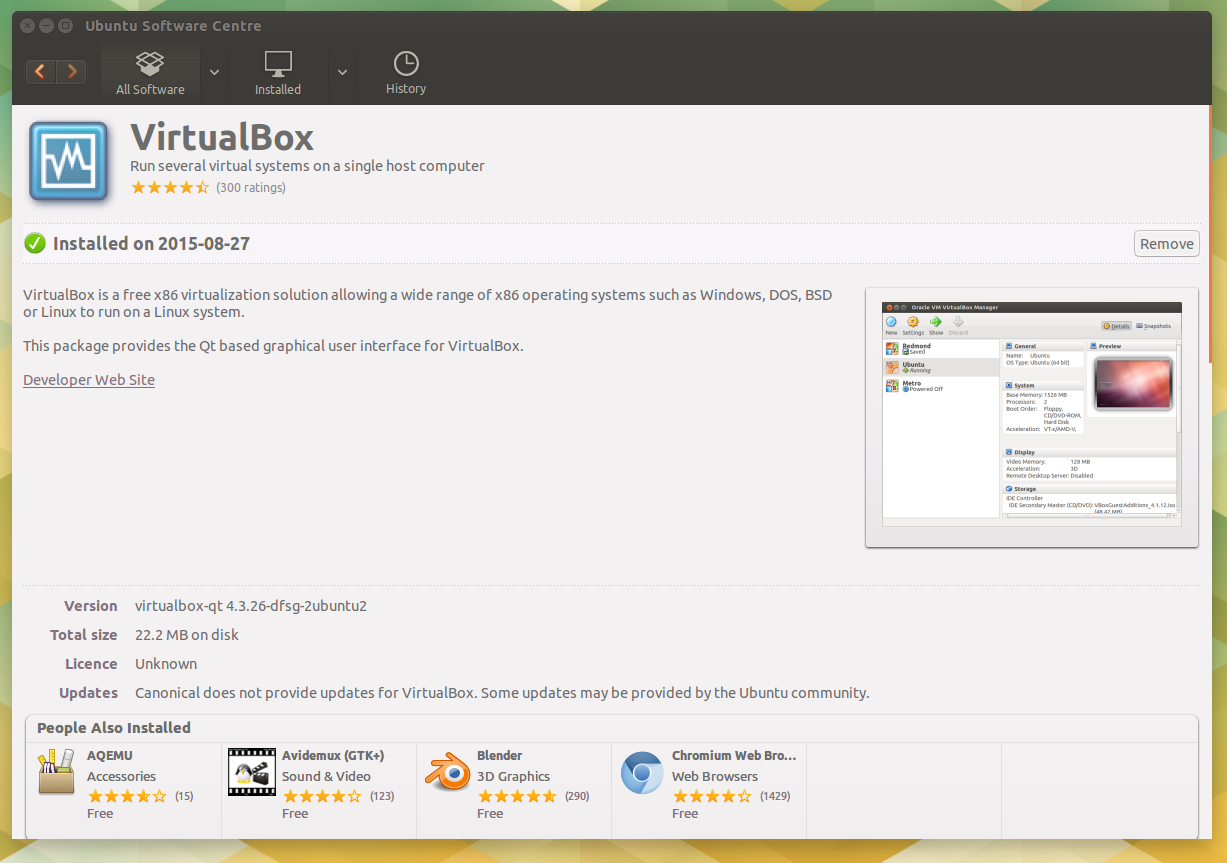 Ubuntu Software Centre
All Software
Installed
History
VirtualBox
Run several virtual systems on a single host computer
(300 ratings)
Installed on 2015-08-27
Remove
VirtualBox is a free x86 virtualization solution allowing a wide range of x86 operating systems such as Windows, DOS, BSD
or Linux to run on a Linux system.
This package provides the Qt based graphical user interface for VirtualBox.
Developer Web Site
Oracle VM VirtualBox Manager
New Settings Show Discard
Details Snapshots
Redmond
Saved
Ubuntu
Running
Metro
Powered Off
General
Name: Ubuntu
OS Type: Ubuntu (64 bit)
Preview
System
Base Memory: 1526 MB
Processors: 2
Boot Order: Floppy,
CD/DVD-ROM,
Hard Disk
Acceleration: VT-x/AMD-V,
Display
Video Memory: 128 MB
Acceleration: 3D
Remote Desktop Server: Disabled
Storage
IDE Controller
IDE Secondary Master (CD/DVD): VBoxGuestAdditions_4.1.12.iso
(48.42 MB)
Version virtualbox-qt 4.3.26-dfsg-2ubuntu2
Total size 22.2 MB on disk
Licence Unknown
Updates Canonical does not provide updates for VirtualBox. Some updates may be provided by the Ubuntu community.
People Also Installed
AQEMU
Accessories
(15)
Free
Avidemux (GTK+)
Sound & Video
(123)
Free
Blender
3D Graphics
(290)
Free
Chromium Web Bro...
Web Browsers
(1429)
Free